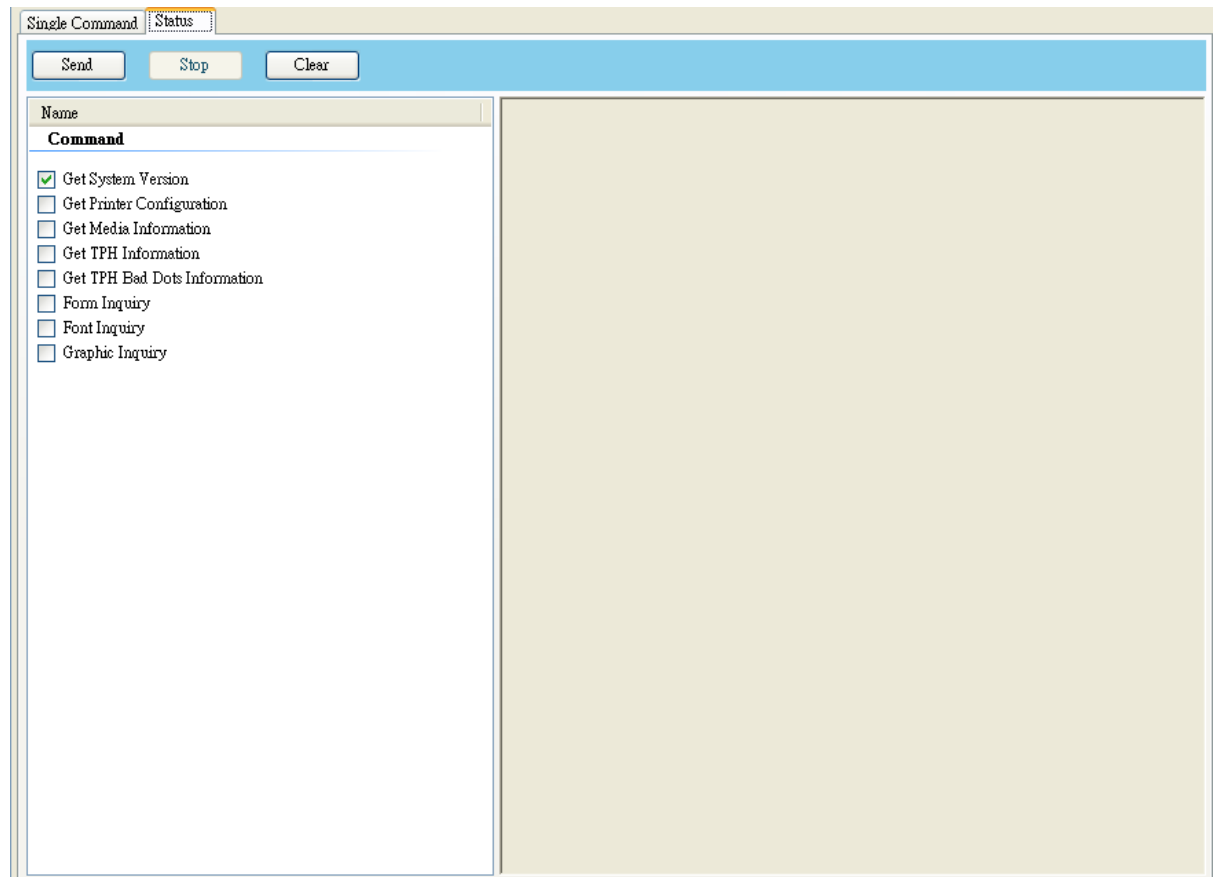 Single Command Status
Send Stop Clear
Name
Command
Get System Version
Get Printer Configuration
Get Media Information
Get TPH Information
Get TPH Bad Dots Information
Form Inquiry
Font Inquiry
Graphic Inquiry